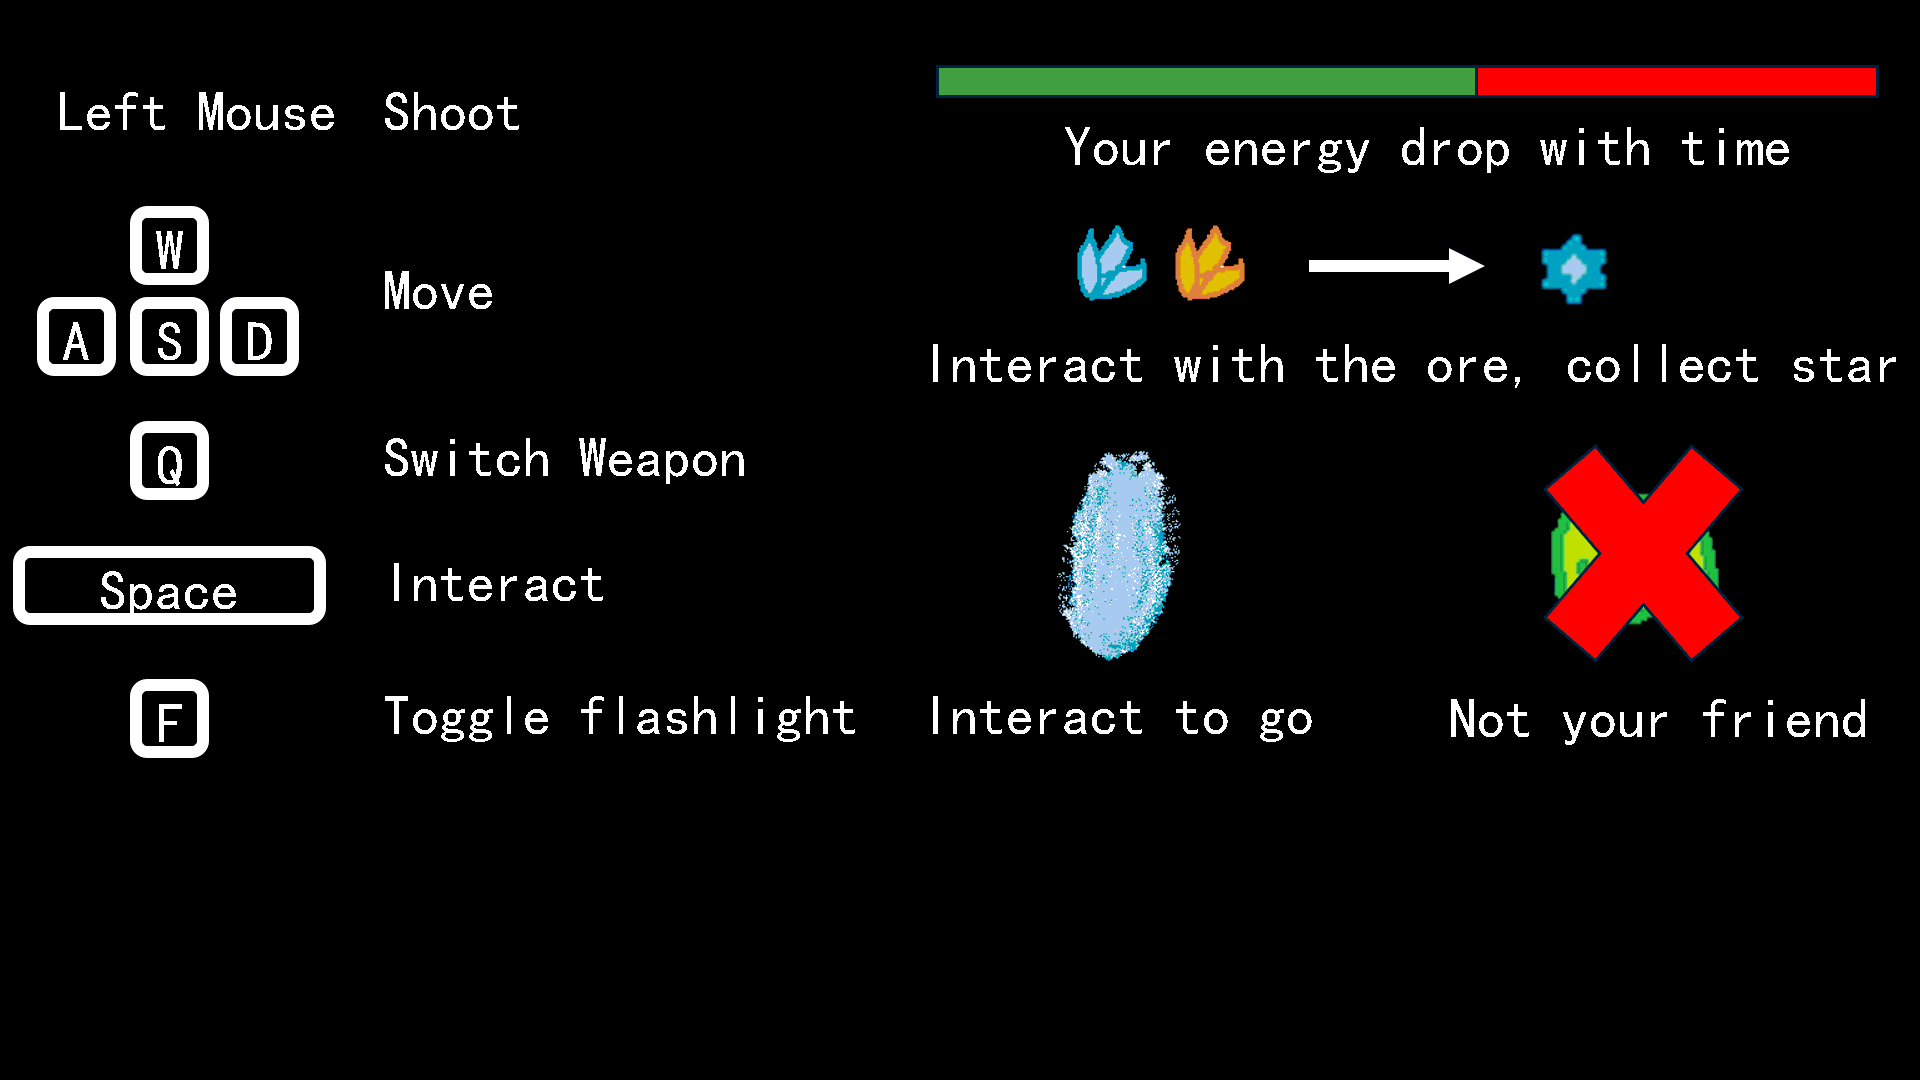 Left Mouse Shoot
W
A S D
Move
Q
Switch Weapon
Space
Interact
F
Toggle flashlight
Your energy drop with time
Interact with the ore, collect star
Interact to go
Not your friend